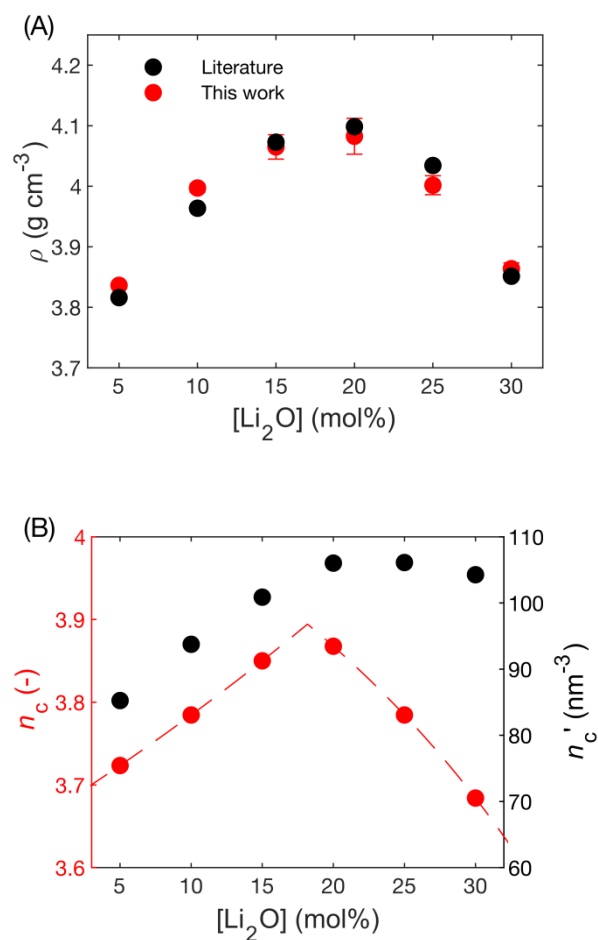 (A)
4.2
4.1
4
3.9
3.8
3.7
ρ (g cm⁻³)
Literature
This work
5 10 15 20 25 30
[Li₂O] (mol%)
(B)
4
3.9
3.8
3.7
3.6
n_c (-)
110
100
90
80
70
60
n_c' (nm⁻³)
5 10 15 20 25 30
[Li₂O] (mol%)